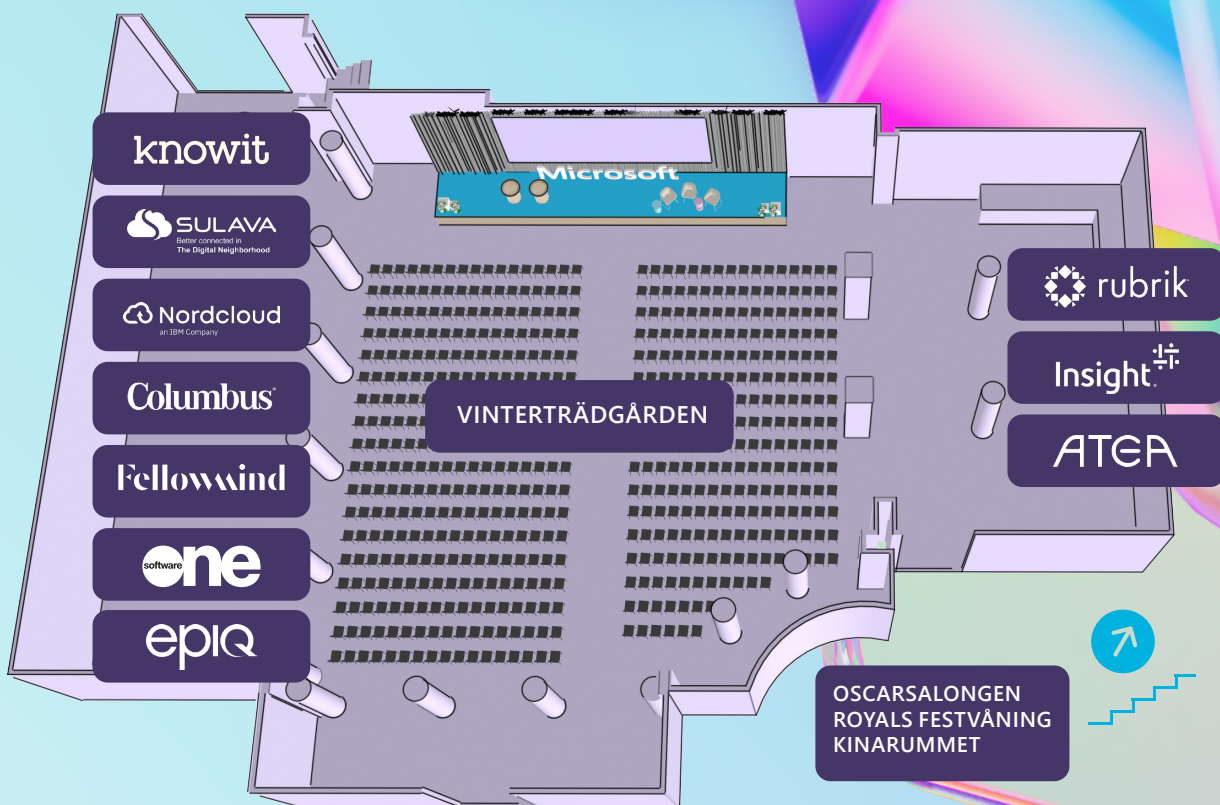 Microsoft
knowit
SULAVA
Better connected in
The Digital Neighborhood
Nordcloud
an IBM Company
Columbus®
Fellowmind
software one
epiQ
VINTERTRÄDGÅRDEN
rubrik
Insight
ATEA
OSCARSALONGEN
ROYALS FESTVÅNING
KINARUMMET